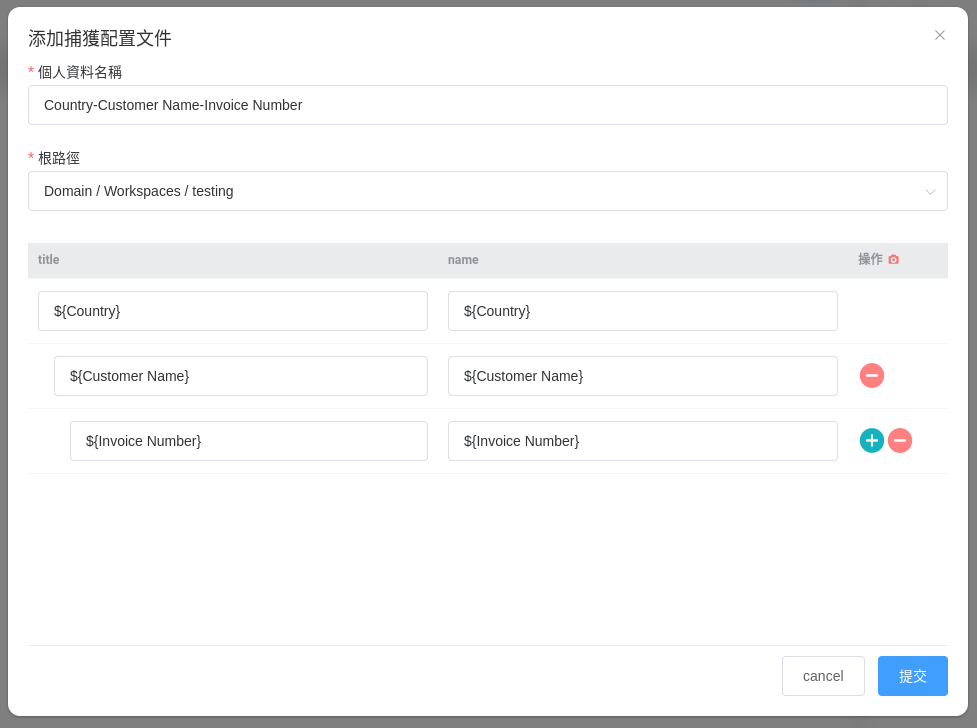 添加捕獲配置文件
* 個人資料名稱
Country-Customer Name-Invoice Number
* 根路徑
Domain / Workspaces / testing
title name 操作
${Country} ${Country}
${Customer Name} ${Customer Name}
${Invoice Number} ${Invoice Number}
cancel 提交